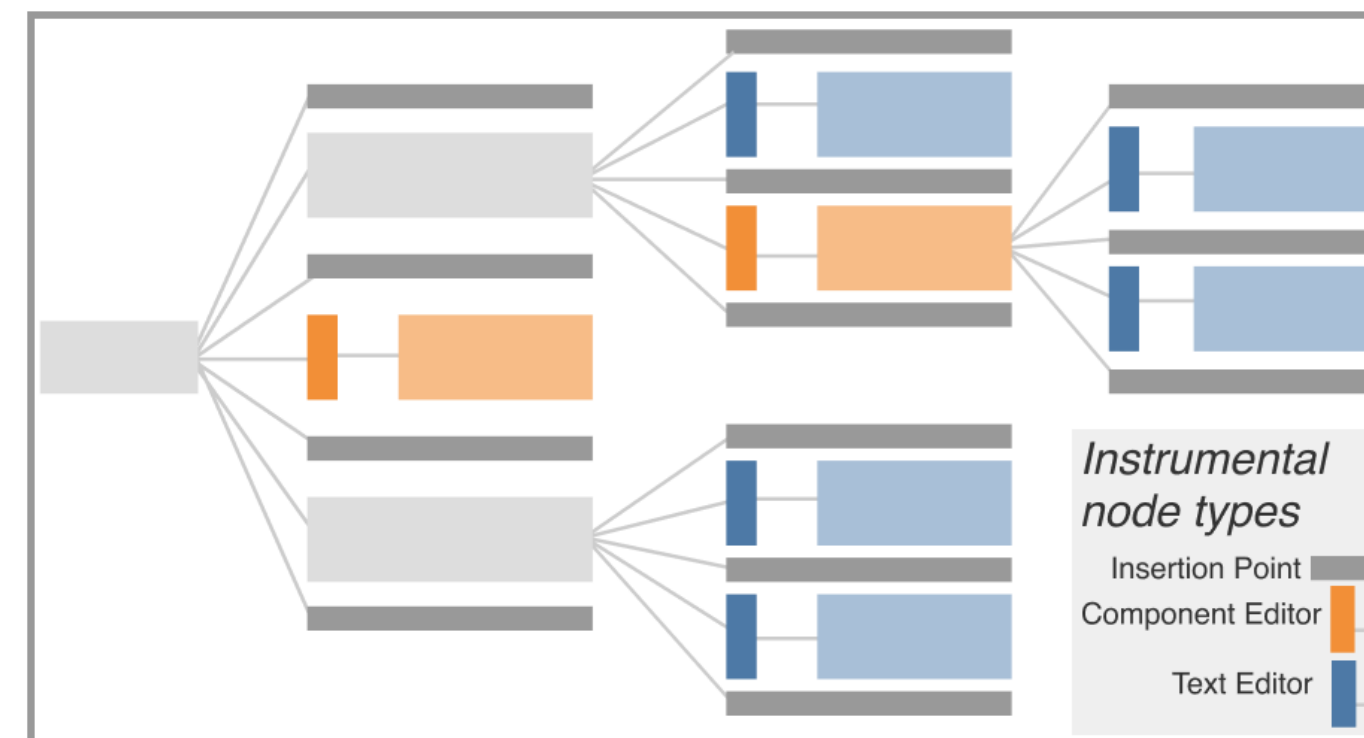 Instrumental
node types
Insertion Point
Component Editor
Text Editor